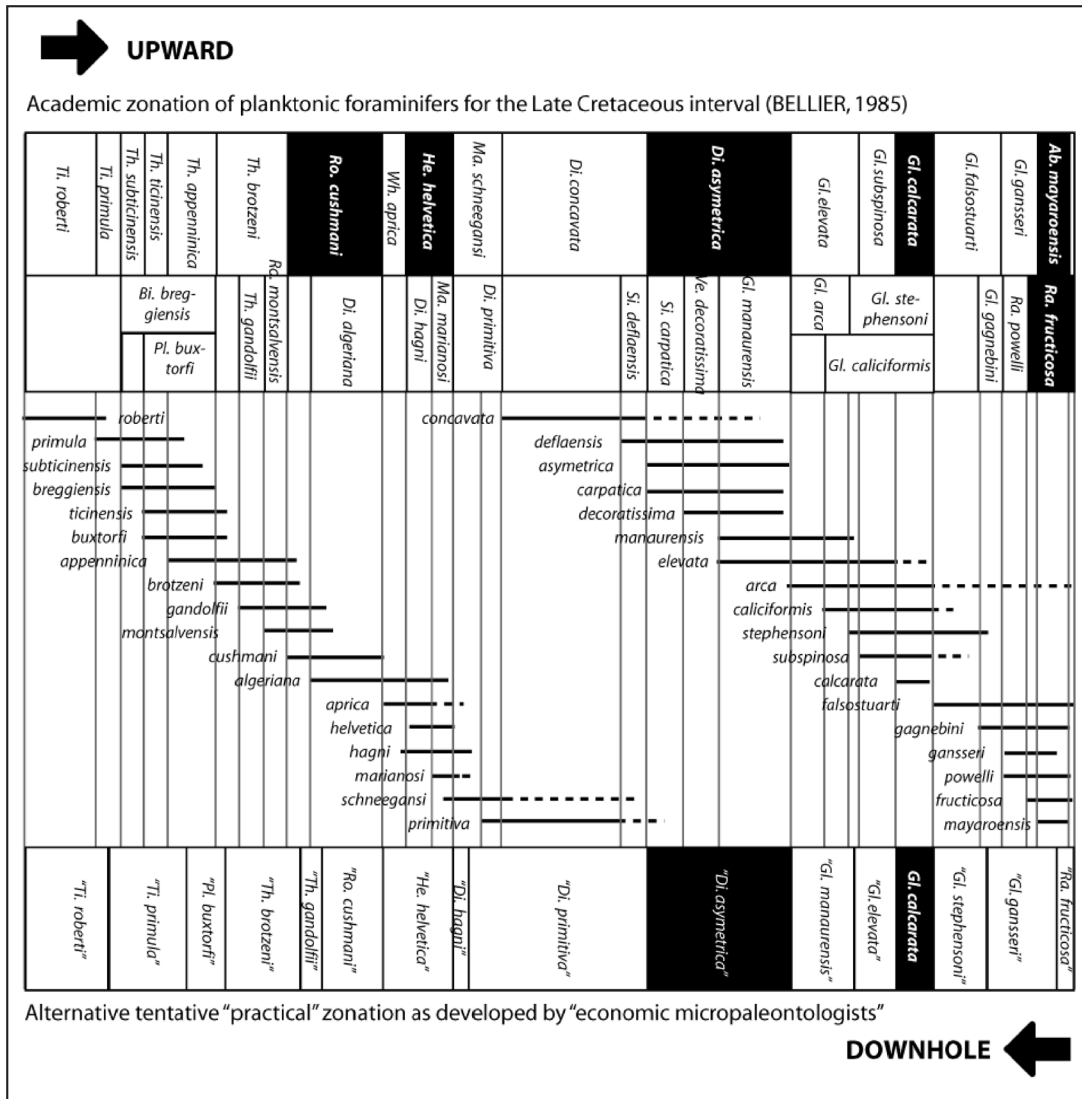 UPWARD
Academic zonation of planktonic foraminifers for the Late Cretaceous interval (BELLIER, 1985)
Ti. roberti
Ti. primula
Th. subticinensis
Th. ticinensis
Th. appenninica
Th. brotzeni
Ro. cushmani
Wh. aprica
He. helvetica
Ma. schneegansi
Di. concavata
Di. asymetrica
Gl. elevata
Gl. subspinosa
Gl. calcarata
Gl. falsostuarti
Gl. gansseri
Ab. mayaroensis
Bi. breg-
giensis
Pl. bux-
torfi
Th. gandolfii
Ro. montsalvensis
Di. algeriana
Di. hagni
Ma. marianosi
Di. primitiva
Si. deflaensis
Si. carpatica
Ve. decoratissima
Gl. manaurensis
Gl. arca
Gl. ste-
phensoni
Gl. caliciformis
Gl. gagnebini
Ra. powelli
Ra. fructicosa
roberti
primula
subticinensis
breggiensis
ticinensis
buxtorfi
appenninica
brotzeni
gandolfii
montsalvensis
cushmani
algeriana
aprica
helvetica
hagni
marianosi
schneegansi
primitiva
concavata
deflaensis
asymetrica
carpatica
decoratissima
manaurensis
elevata
arca
caliciformis
stephensoni
subspinosa
calcarata
falsostuarti
gagnebini
gansseri
powelli
fructicosa
mayaroensis
"Ti. roberti"
"Ti. primula"
"Pl. buxtorfi"
"Th. brotzeni"
"Th. gandolfii"
"Ro. cushmani"
"He. helvetica"
"Di. hagni"
"Di. primitiva"
"Di. asymetrica"
"Gl. manaurensis"
"Gl. elevata"
Gl. calcarata
"Gl. stephensoni"
"Gl. gansseri"
"Ra. fructicosa"
Alternative tentative "practical" zonation as developed by "economic micropaleontologists"
DOWNHOLE